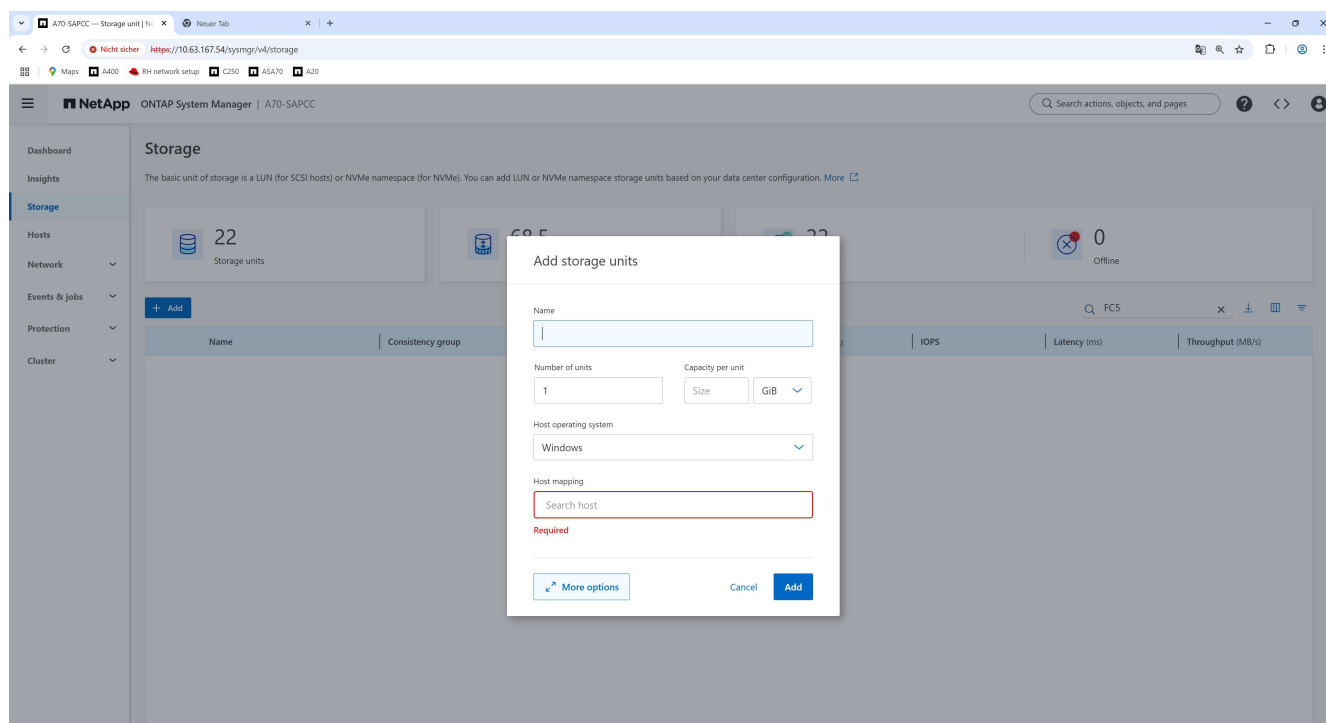 A70-SAPCC — Storage unit | Ne
Neuer Tab
Nicht sicher https://10.63.167.54/sysmgr/v4/storage
Maps A400 RH network setup C250 ASA70 A20
NetApp ONTAP System Manager | A70-SAPCC
Search actions, objects, and pages
Dashboard
Insights
Storage
Hosts
Network
Events & jobs
Protection
Cluster
Storage
The basic unit of storage is a LUN (for SCSI hosts) or NVMe namespace (for NVMe). You can add LUN or NVMe namespace storage units based on your data center configuration. More
22
Storage units
68.5
22
0
Offline
+ Add
FC5
Name Consistency group IOPS Latency (ms) Throughput (MB/s)
Add storage units
Name
Number of units Capacity per unit
1 Size GiB
Host operating system
Windows
Host mapping
Search host
Required
More options Cancel Add